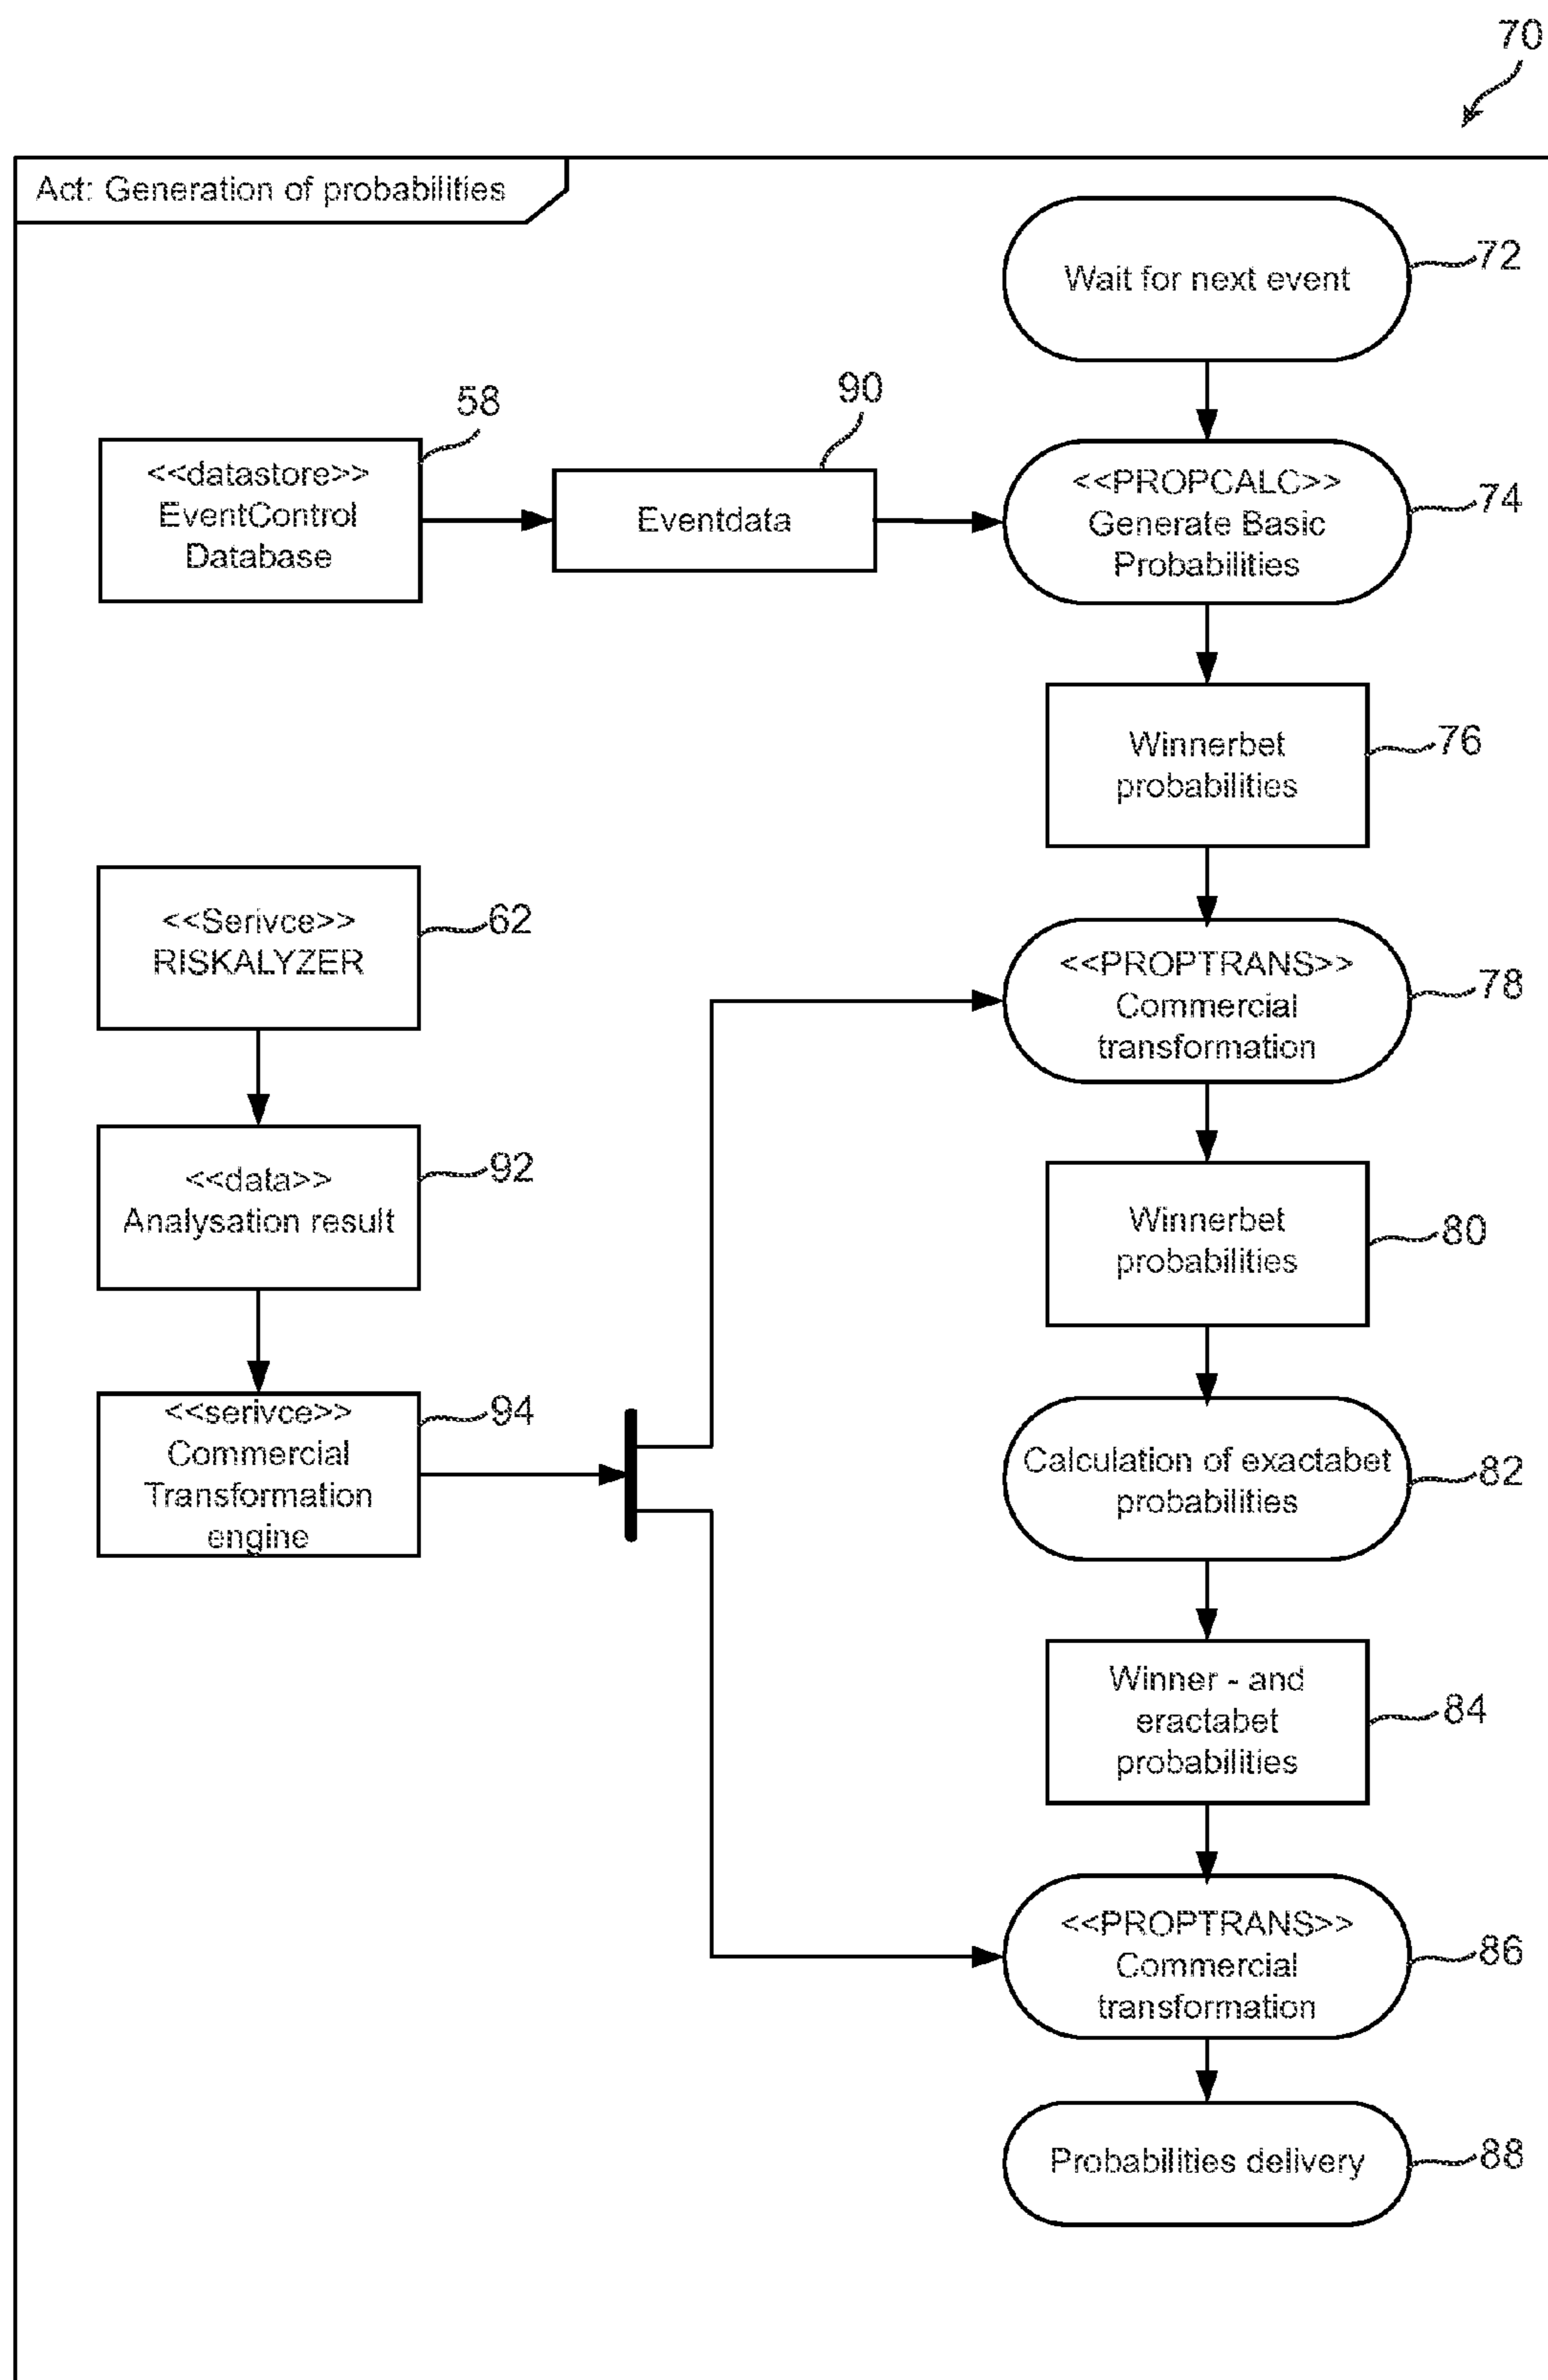 70
Act: Generation of probabilities
Wait for next event
72
58
90
<<datastore>>
EventControl
Database
Eventdata
<<PROPCALC>>
Generate Basic
Probabilities
74
Winnerbet
probabilities
76
<<Serivce>>
RISKALYZER
62
<<PROPTRANS>>
Commercial
transformation
78
<<data>>
Analysation result
92
Winnerbet
probabilities
80
<<serivce>>
Commercial
Transformation
engine
94
Calculation of exactabet
probabilities
82
Winner - and
eractabet
probabilities
84
<<PROPTRANS>>
Commercial
transformation
86
Probabilities delivery
88